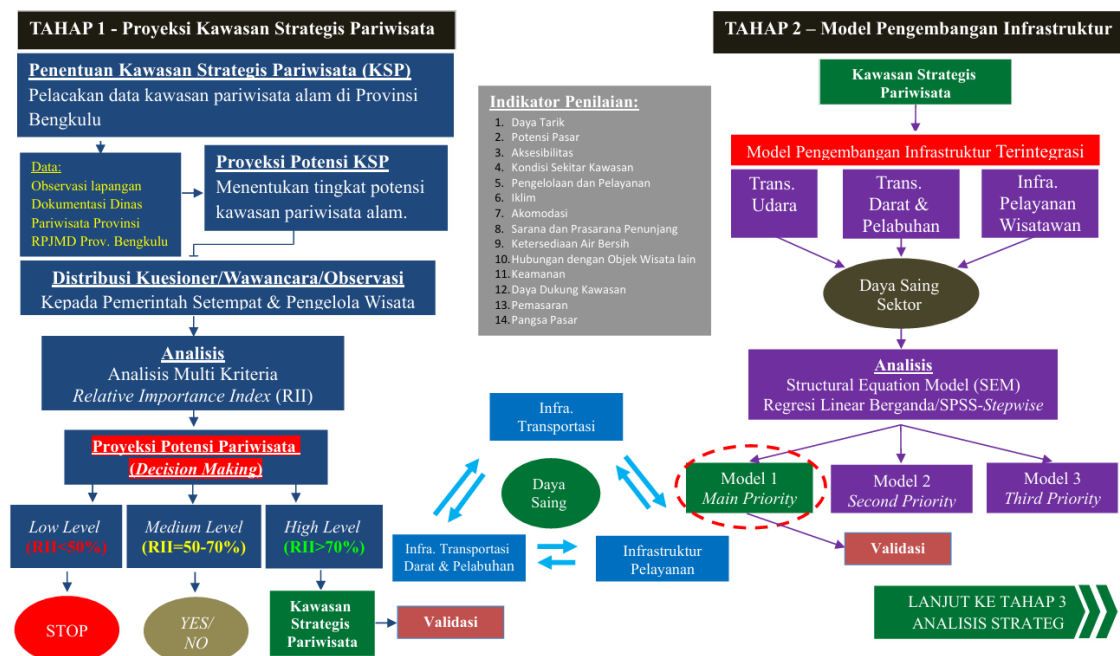 TAHAP 1 - Proyeksi Kawasan Strategis Pariwisata
Penentuan Kawasan Strategis Pariwisata (KSP)
Pelacakan data kawasan pariwisata alam di Provinsi
Bengkulu
Data:
Observasi lapangan
Dokumentasi Dinas
Pariwisata Provinsi
RPJMD Prov. Bengkulu
Proyeksi Potensi KSP
Menentukan tingkat potensi
kawasan pariwisata alam.
Distribusi Kuesioner/Wawancara/Observasi
Kepada Pemerintah Setempat & Pengelola Wisata
Analisis
Analisis Multi Kriteria
Relative Importance Index (RII)
Proyeksi Potensi Pariwisata
(Decision Making)
Low Level
(RII<50%)
Medium Level
(RII=50-70%)
High Level
(RII>70%)
STOP
YES/
NO
Kawasan
Strategis
Pariwisata
Validasi
Indikator Penilaian:
1. Daya Tarik
2. Potensi Pasar
3. Aksesibilitas
4. Kondisi Sekitar Kawasan
5. Pengelolaan dan Pelayanan
6. Iklim
7. Akomodasi
8. Sarana dan Prasarana Penunjang
9. Ketersediaan Air Bersih
10. Hubungan dengan Objek Wisata lain
11. Keamanan
12. Daya Dukung Kawasan
13. Pemasaran
14. Pangsa Pasar
Infra.
Transportasi
Daya
Saing
Infra. Transportasi
Darat & Pelabuhan
Infrastruktur
Pelayanan
TAHAP 2 – Model Pengembangan Infrastruktur
Kawasan Strategis
Pariwisata
Model Pengembangan Infrastruktur Terintegrasi
Trans.
Udara
Trans.
Darat &
Pelabuhan
Infra.
Pelayanan
Wisatawan
Daya Saing
Sektor
Analisis
Structural Equation Model (SEM)
Regresi Linear Berganda/SPSS-Stepwise
Model 1
Main Priority
Model 2
Second Priority
Model 3
Third Priority
Validasi
LANJUT KE TAHAP 3
ANALISIS STRATEG